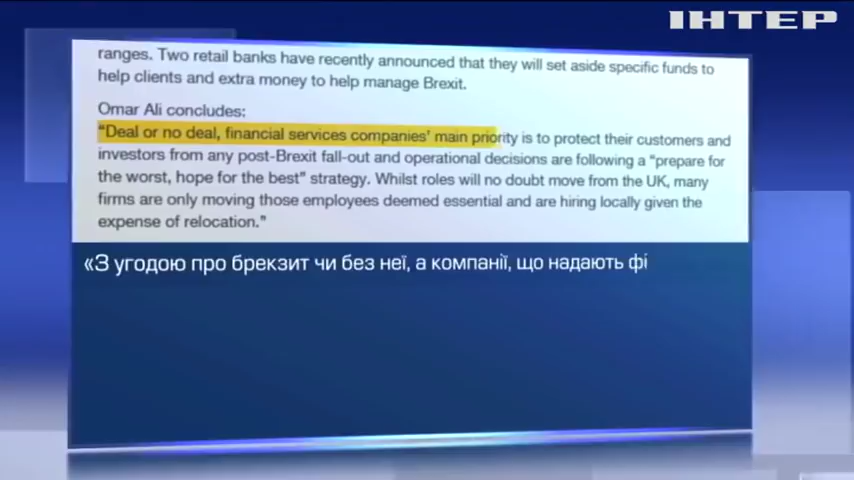 ІНТЕР
ranges. Two retail banks have recently announced that they will set aside specific funds to
help clients and extra money to help manage Brexit.
Omar Ali concludes:
"Deal or no deal, financial services companies' main priority is to protect their customers and
investors from any post-Brexit fall-out and operational decisions are following a "prepare for
the worst, hope for the best" strategy. Whilst roles will no doubt move from the UK, many
firms are only moving those employees deemed essential and are hiring locally given the
expense of relocation."
«З угодою про брекзит чи без неї, а компанії, що надають фі